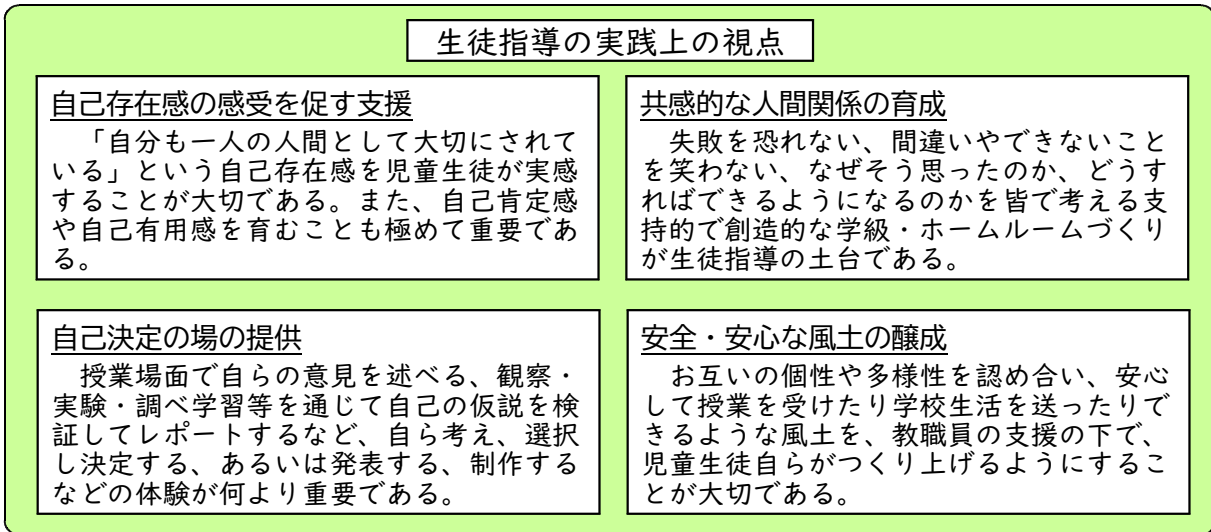 生徒指導の実践上の視点
自己存在感の感受を促す支援
「自分も一人の人間として大切にされて
いる」という自己存在感を児童生徒が実感
することが大切である。また、自己肯定感
や自己有用感を育むことも極めて重要であ
る。
共感的な人間関係の育成
失敗を恐れない、間違いやできないこと
を笑わない、なぜそう思ったのか、どうす
ればできるようになるのかを皆で考える支
持的で創造的な学級・ホームルームづくり
が生徒指導の土台である。
自己決定の場の提供
授業場面で自らの意見を述べる、観察・
実験・調べ学習等を通じて自己の仮説を検
証してレポートするなど、自ら考え、選択
し決定する、あるいは発表する、制作する
などの体験が何より重要である。
安全・安心な風土の醸成
お互いの個性や多様性を認め合い、安心
して授業を受けたり学校生活を送ったりで
きるような風土を、教職員の支援の下で、
児童生徒自らがつくり上げるようにするこ
とが大切である。